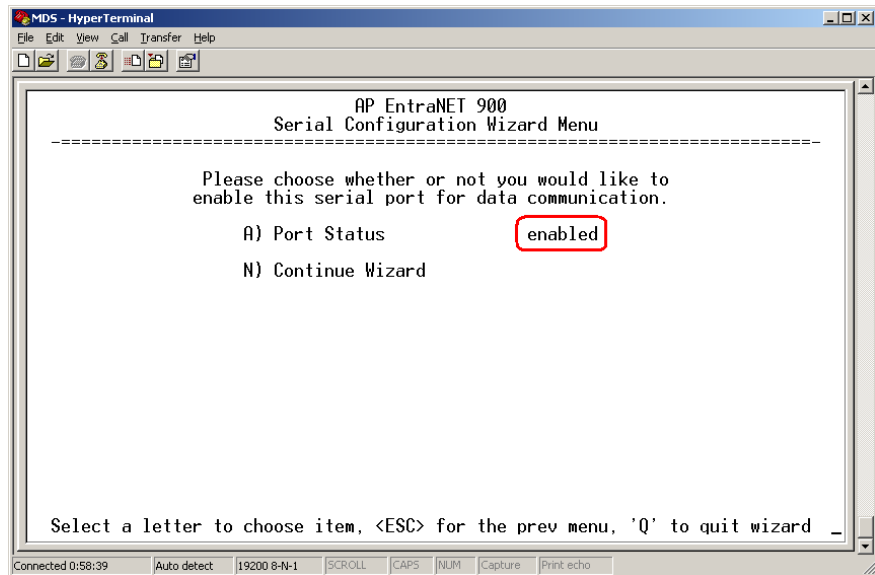 MDS - HyperTerminal
File Edit View Call Transfer Help
AP EntraNET 900
Serial Configuration Wizard Menu
-==========================================================================-
Please choose whether or not you would like to
enable this serial port for data communication.
A) Port Status enabled
N) Continue Wizard
Select a letter to choose item, <ESC> for the prev menu, 'Q' to quit wizard _
Connected 0:58:39 Auto detect 19200 8-N-1 SCROLL CAPS NUM Capture Print echo